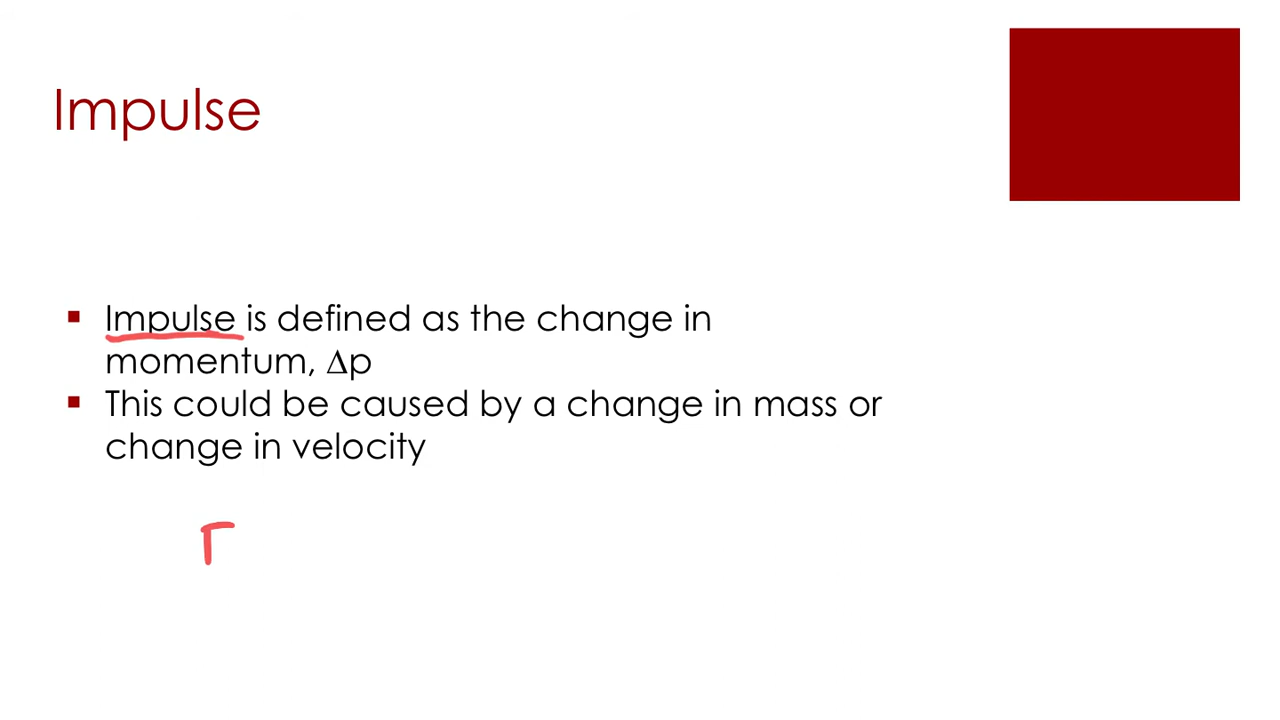 Impulse
▪ Impulse is defined as the change in
momentum, Δp
▪ This could be caused by a change in mass or
change in velocity